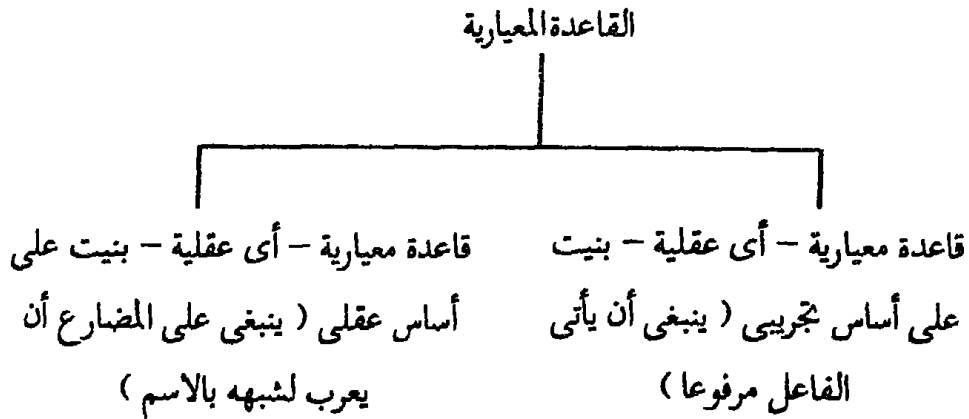 القاعدة المعيارية
قاعدة معيارية – أى عقلية – بنيت
على أساس تجريبى ( ينبغى أن يأتى
الفاعل مرفوعا )
قاعدة معيارية – أى عقلية – بنيت على
أساس عقلى ( ينبغى على المضارع أن
يعرب لشبهه بالاسم )